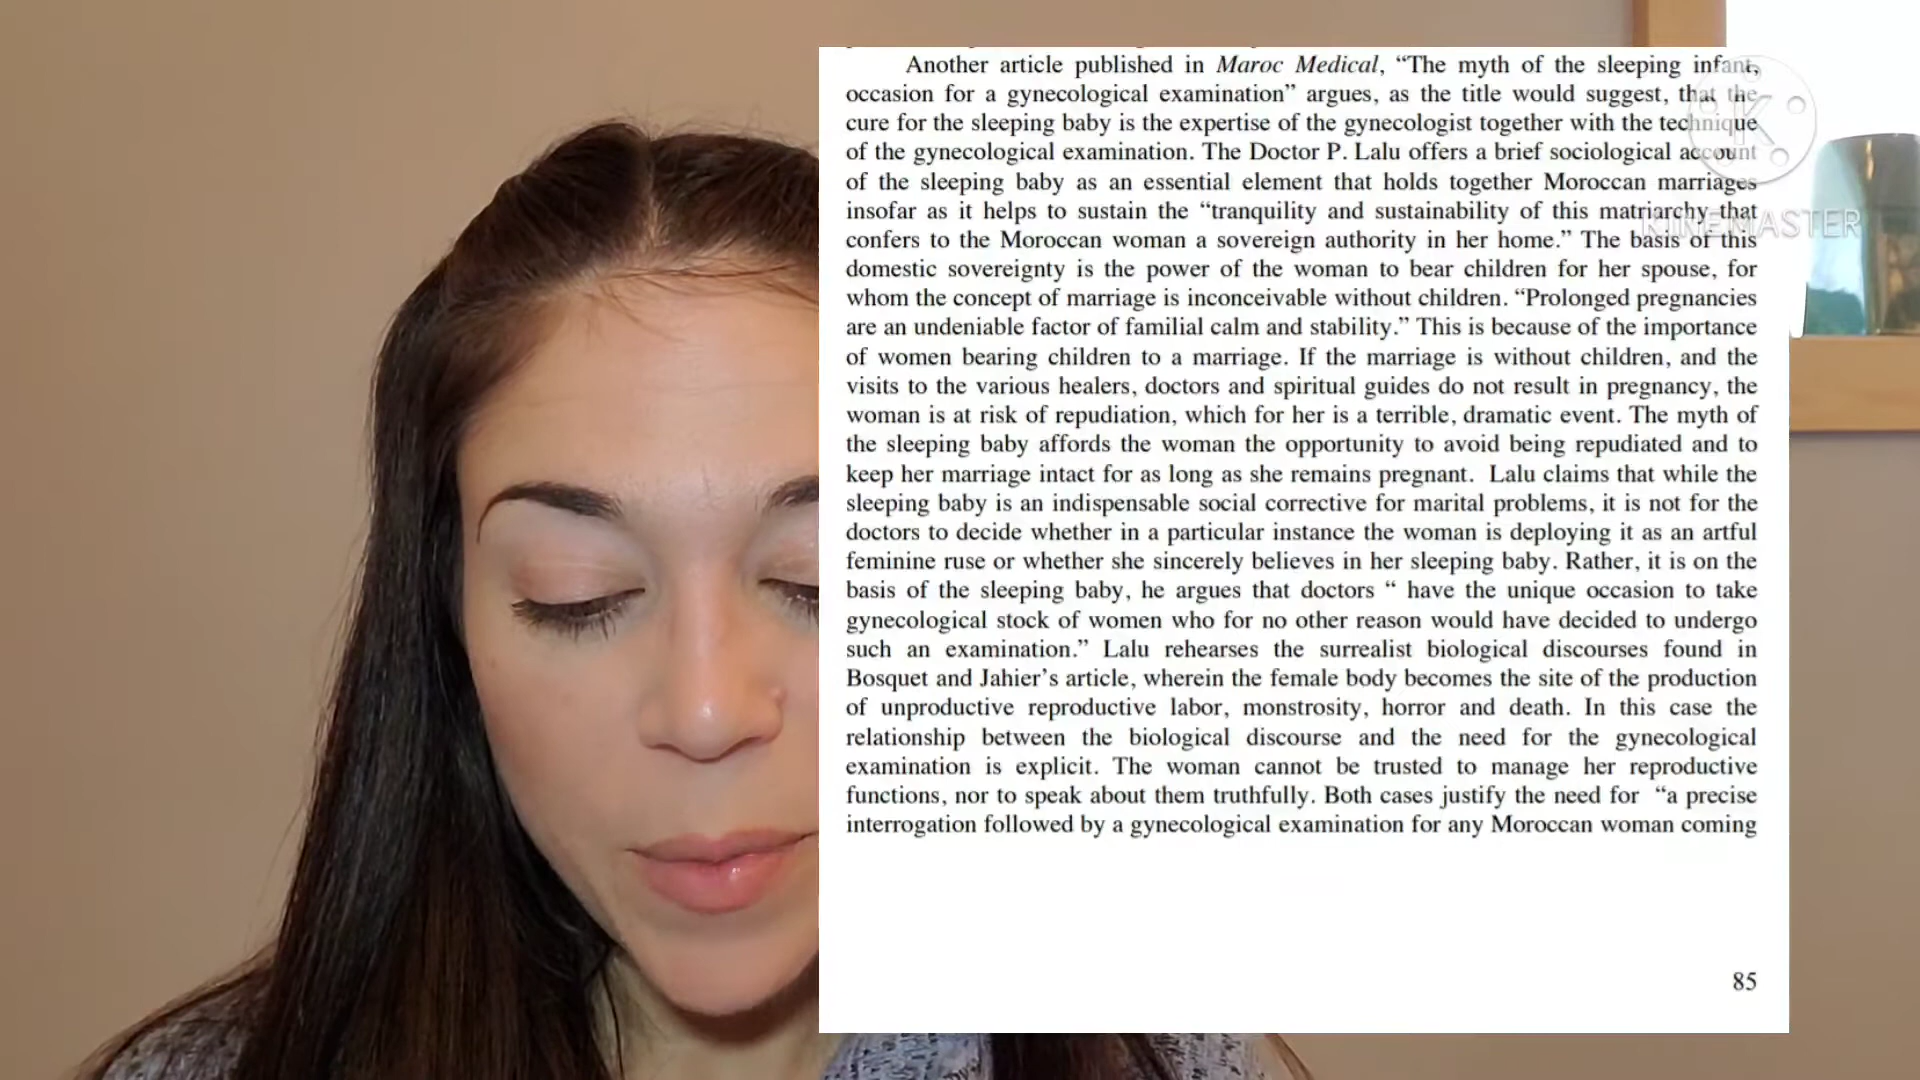 Another article published in Maroc Medical, “The myth of the sleeping infant,
occasion for a gynecological examination” argues, as the title would suggest, that the
cure for the sleeping baby is the expertise of the gynecologist together with the technique
of the gynecological examination. The Doctor P. Lalu offers a brief sociological account
of the sleeping baby as an essential element that holds together Moroccan marriages
insofar as it helps to sustain the “tranquility and sustainability of this matriarchy that
confers to the Moroccan woman a sovereign authority in her home.” The basis of this
domestic sovereignty is the power of the woman to bear children for her spouse, for
whom the concept of marriage is inconceivable without children. “Prolonged pregnancies
are an undeniable factor of familial calm and stability.” This is because of the importance
of women bearing children to a marriage. If the marriage is without children, and the
visits to the various healers, doctors and spiritual guides do not result in pregnancy, the
woman is at risk of repudiation, which for her is a terrible, dramatic event. The myth of
the sleeping baby affords the woman the opportunity to avoid being repudiated and to
keep her marriage intact for as long as she remains pregnant. Lalu claims that while the
sleeping baby is an indispensable social corrective for marital problems, it is not for the
doctors to decide whether in a particular instance the woman is deploying it as an artful
feminine ruse or whether she sincerely believes in her sleeping baby. Rather, it is on the
basis of the sleeping baby, he argues that doctors “ have the unique occasion to take
gynecological stock of women who for no other reason would have decided to undergo
such an examination.” Lalu rehearses the surrealist biological discourses found in
Bosquet and Jahier’s article, wherein the female body becomes the site of the production
of unproductive reproductive labor, monstrosity, horror and death. In this case the
relationship between the biological discourse and the need for the gynecological
examination is explicit. The woman cannot be trusted to manage her reproductive
functions, nor to speak about them truthfully. Both cases justify the need for “a precise
interrogation followed by a gynecological examination for any Moroccan woman coming
85
K
KINEMASTER